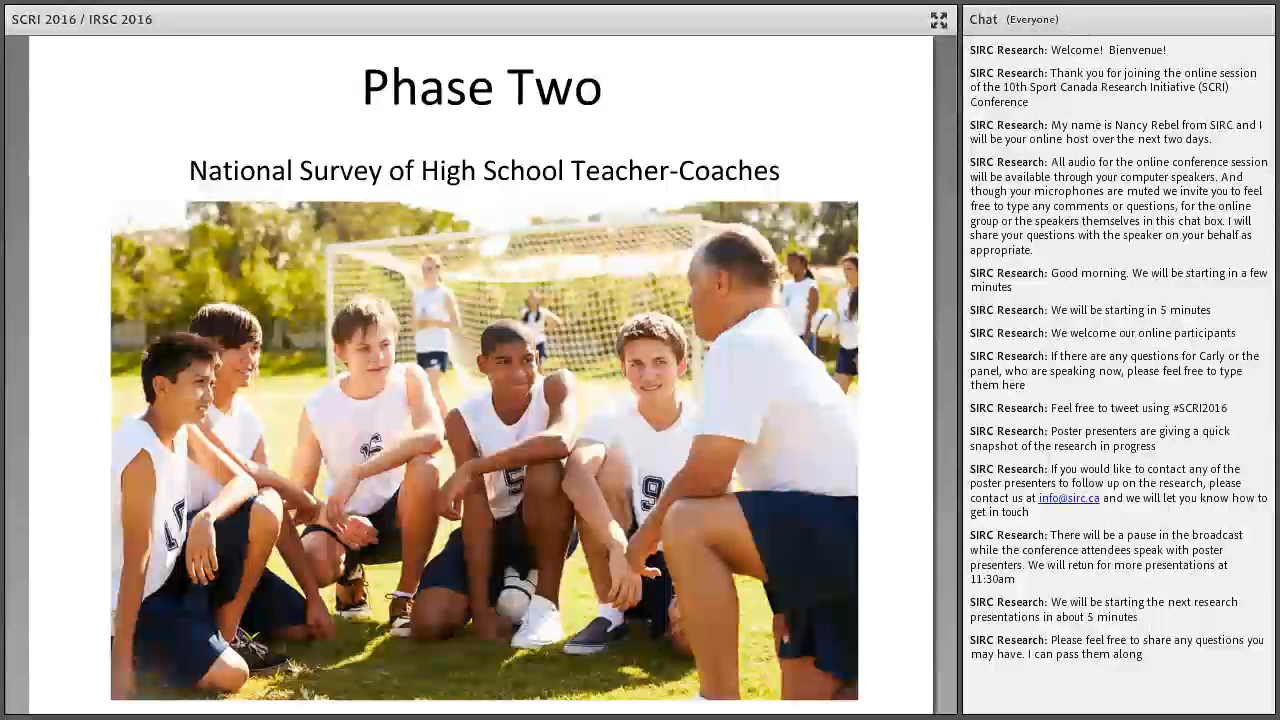 SCRI 2016 / IRSC 2016
Phase Two
National Survey of High School Teacher-Coaches
16
5
9
Chat (Everyone)
SIRC Research: Welcome! Bienvenue!
SIRC Research: Thank you for joining the online session
of the 10th Sport Canada Research Initiative (SCRI)
Conference
SIRC Research: My name is Nancy Rebel from SIRC and I
will be your online host over the next two days.
SIRC Research: All audio for the online conference session
will be available through your computer speakers. And
though your microphones are muted we invite you to feel
free to type any comments or questions, for the online
group or the speakers themselves in this chat box. I will
share your questions with the speaker on your behalf as
appropriate.
SIRC Research: Good morning. We will be starting in a few
minutes
SIRC Research: We will be starting in 5 minutes
SIRC Research: We welcome our online participants
SIRC Research: If there are any questions for Carly or the
panel, who are speaking now, please feel free to type
them here
SIRC Research: Feel free to tweet using #SCRI2016
SIRC Research: Poster presenters are giving a quick
snapshot of the research in progress
SIRC Research: If you would like to contact any of the
poster presenters to follow up on the research, please
contact us at info@sirc.ca and we will let you know how to
get in touch
SIRC Research: There will be a pause in the broadcast
while the conference attendees speak with poster
presenters. We will retun for more presentations at
11:30am
SIRC Research: We will be starting the next research
presentations in about 5 minutes
SIRC Research: Please feel free to share any questions you
may have. I can pass them along